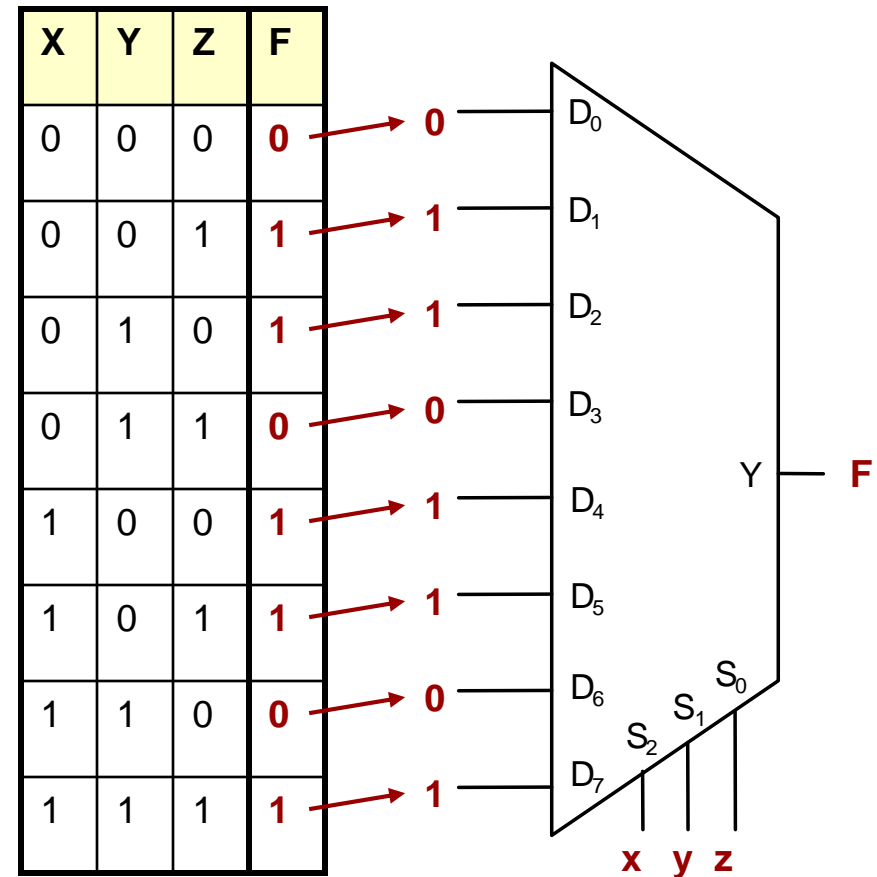 X Y Z F
0 0 0 0 0 D0
0 0 1 1 1 D1
0 1 0 1 1 D2
0 1 1 0 0 D3
Y F
1 0 0 1 1 D4
1 0 1 1 1 D5
1 1 0 0 0 D6
S2 S1 S0
1 1 1 1 1 D7
x y z